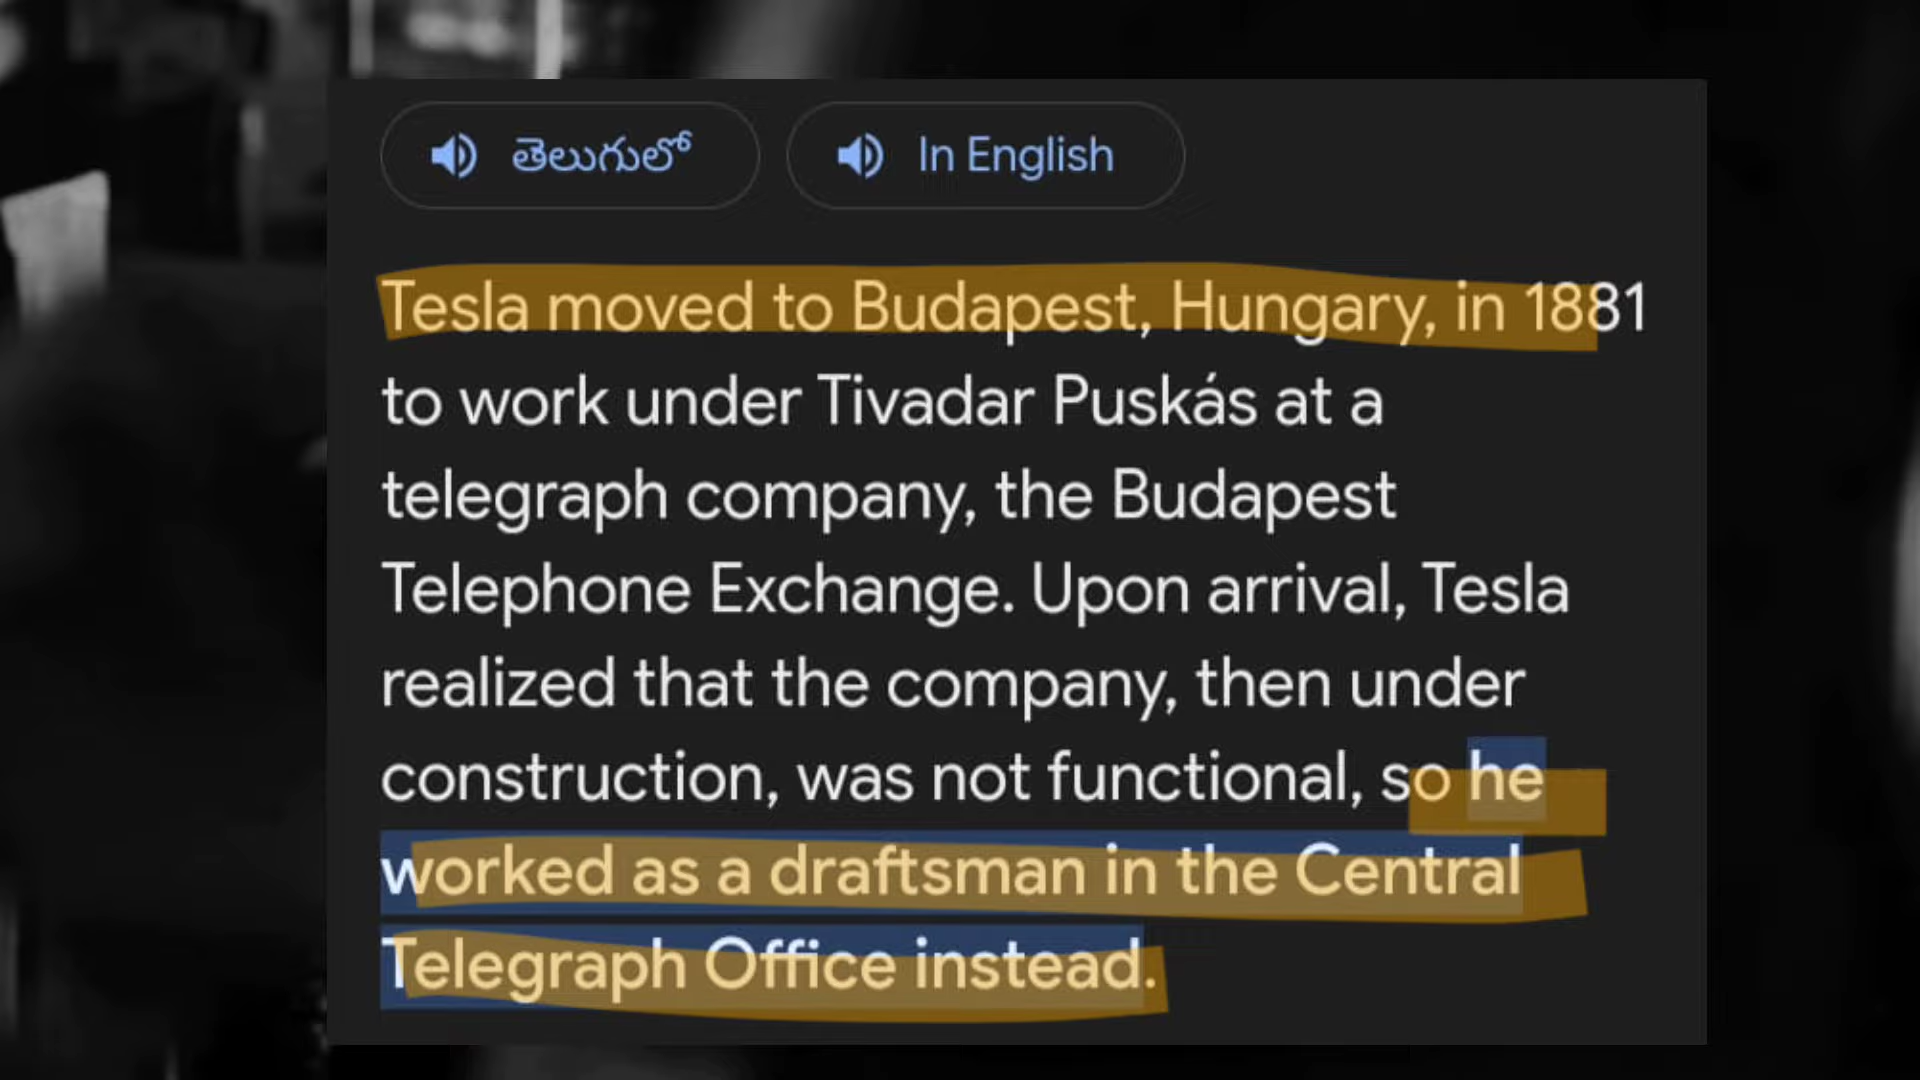 తెలుగులో In English
Tesla moved to Budapest, Hungary, in 1881
to work under Tivadar Puskás at a
telegraph company, the Budapest
Telephone Exchange. Upon arrival, Tesla
realized that the company, then under
construction, was not functional, so he
worked as a draftsman in the Central
Telegraph Office instead.